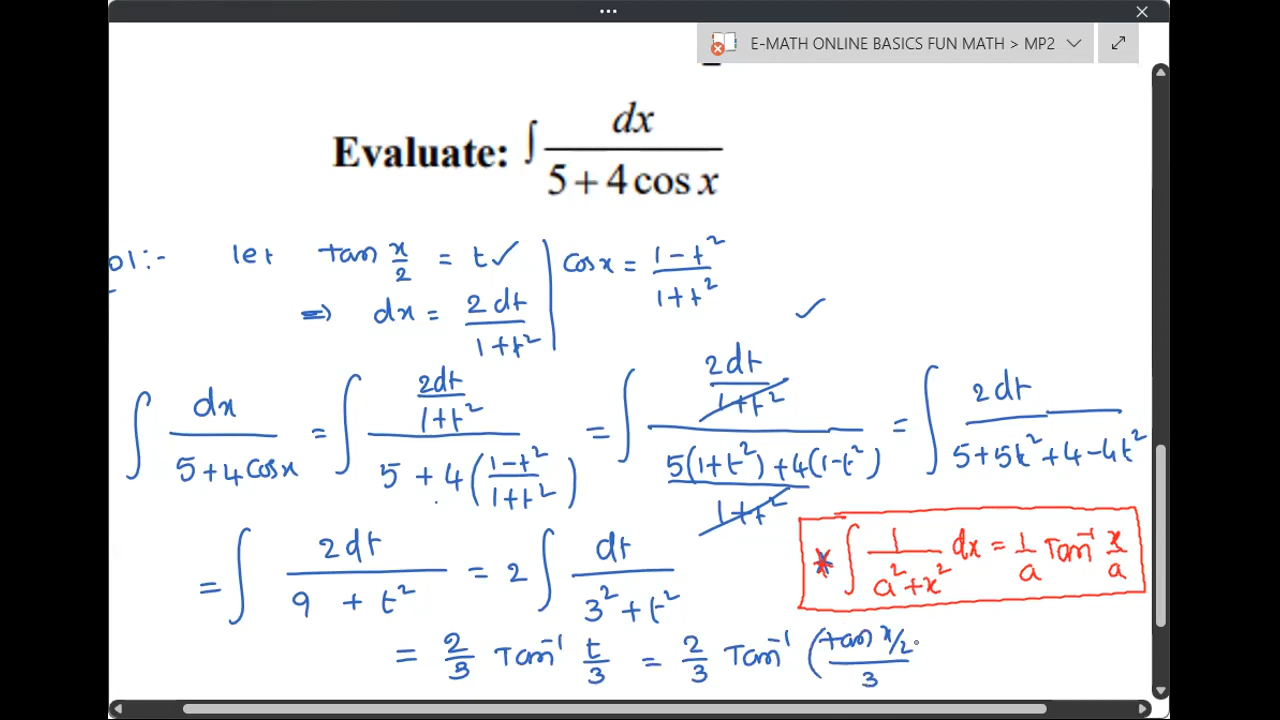 E-MATH ONLINE BASICS FUN MATH > MP2
Evaluate: ∫ dx / (5 + 4 cos x)
ol:- let tan x/2 = t ✓ | cos x = (1 - t²) / (1 + t²)
⇒ dx = 2dt / (1 + t²) ✓
∫ dx / (5 + 4 cos x) = ∫ (2dt / (1 + t²)) / (5 + 4((1 - t²) / (1 + t²))) = ∫ (2dt / (1 + t²)) / ((5(1 + t²) + 4(1 - t²)) / (1 + t²)) = ∫ 2dt / (5 + 5t² + 4 - 4t²)
= ∫ 2dt / (9 + t²) = 2 ∫ dt / (3² + t²)
* ∫ 1 / (a² + x²) dx = 1/a Tan⁻¹ x/a
= 2/3 Tan⁻¹ t/3 = 2/3 Tan⁻¹ (tan x/2 / 3